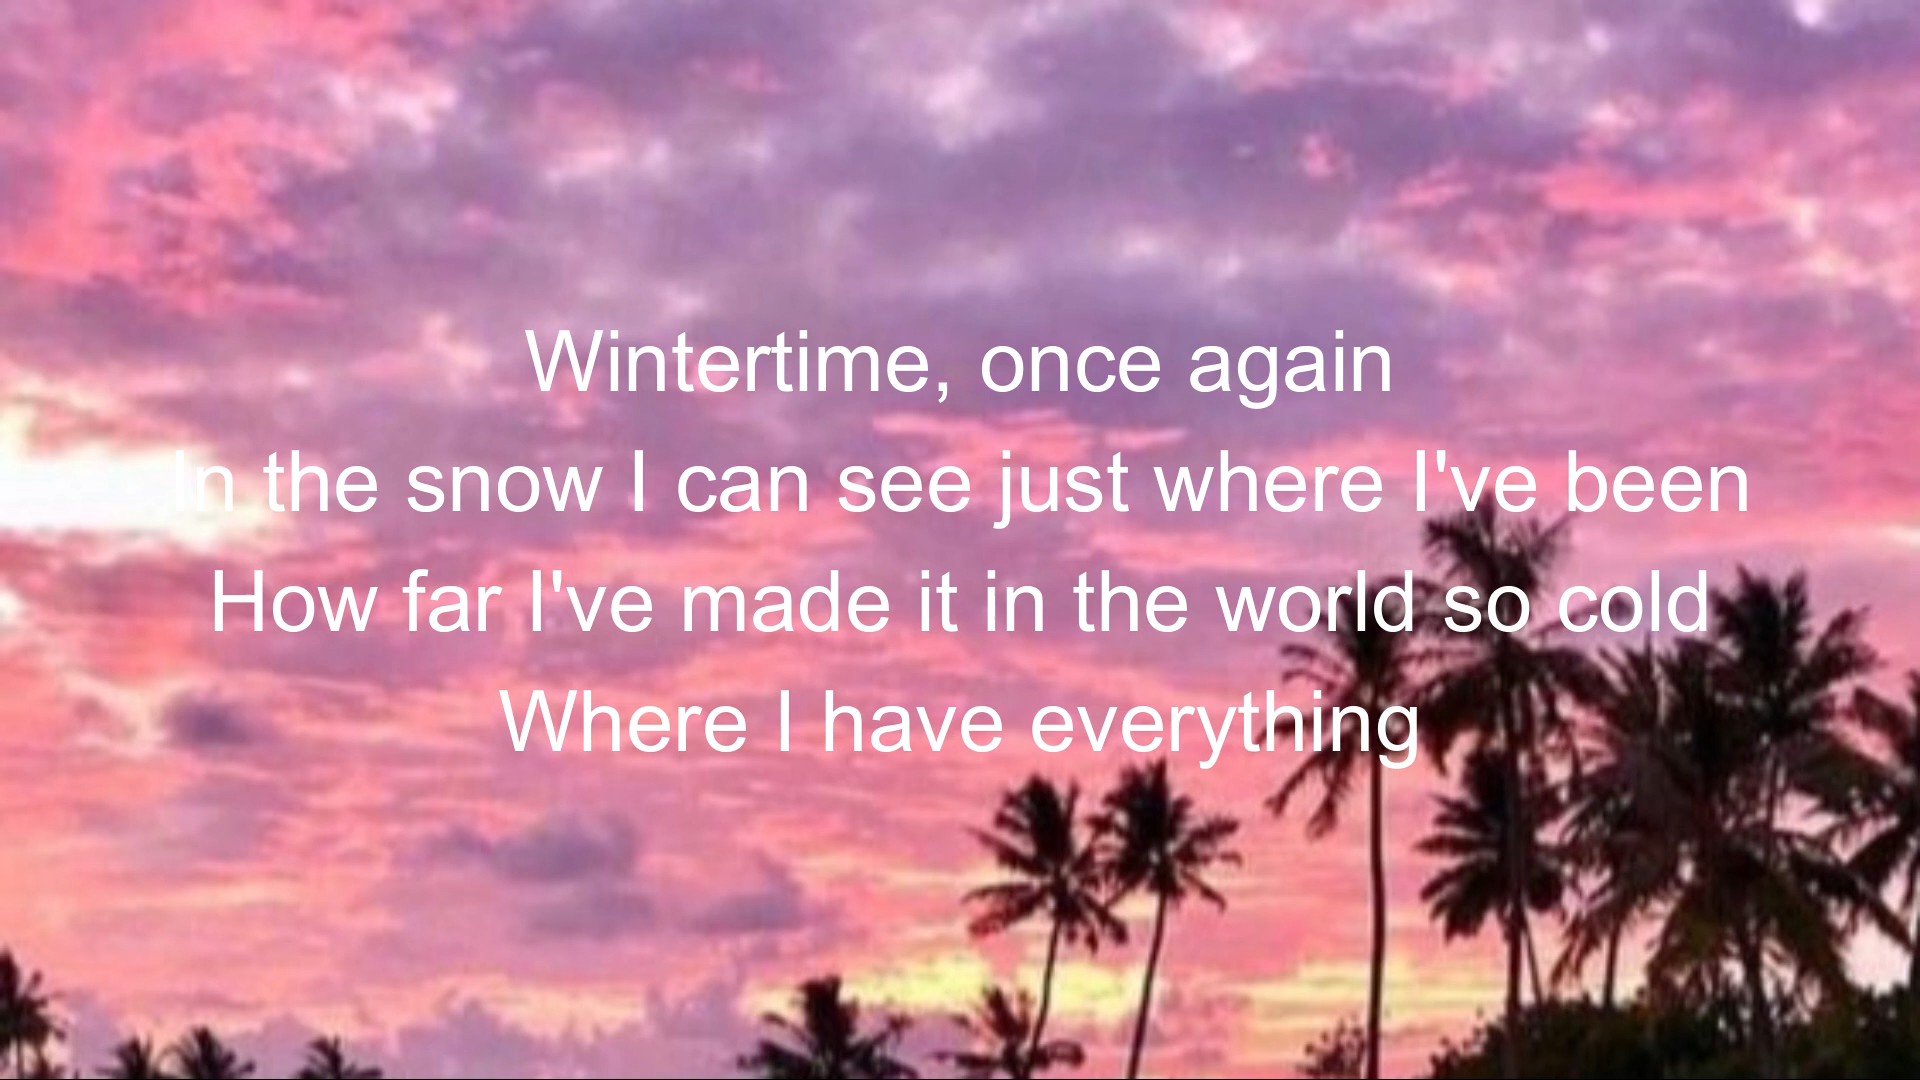 Wintertime, once again
In the snow I can see just where I've been
How far I've made it in the world so cold
Where I have everything